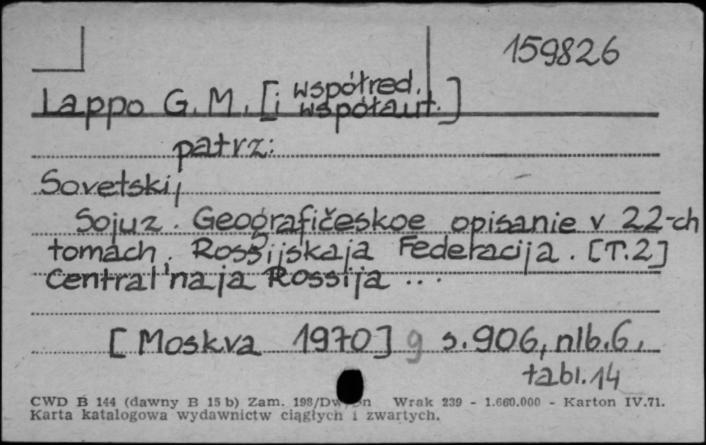 159826
Lappo G. M. [i współred. współaut.]
patrz:
Sovetskij
Sojuz. Geografičeskoe opisanie v 22-ch
tomach. Rossijskaja Federacija. [T.2]
Central'naja Rossija ...
[Moskva 1970] g s.906, nlb.6,
tabl.14
CWD B 144 (dawny B 15 b) Zam. 198/Dw/Dn Wrak 239 - 1.660.000 - Karton IV.71.
Karta katalogowa wydawnictw ciągłych i zwartych.